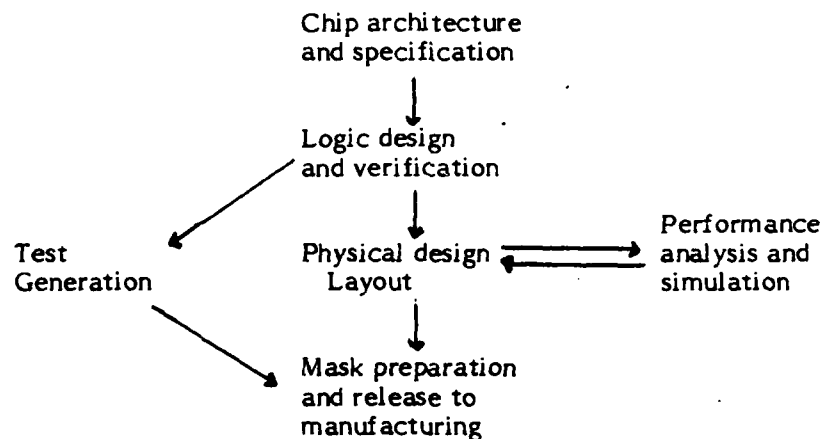 Chip architecture
and specification
Logic design
and verification
Test
Generation
Physical design
Layout
Performance
analysis and
simulation
Mask preparation
and release to
manufacturing